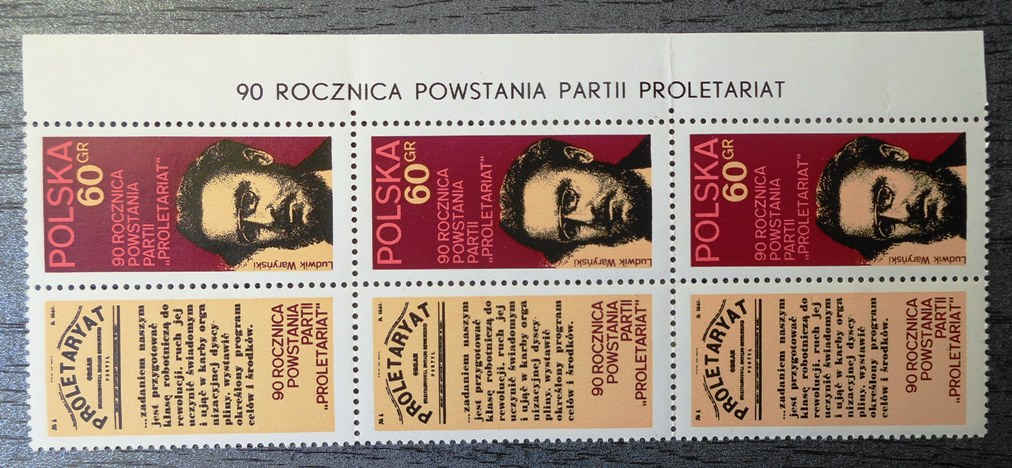 90 ROCZNICA POWSTANIA PARTII PROLETARIAT
POLSKA
60 GR
90 ROCZNICA
POWSTANIA
PARTII
„PROLETARIAT"
Ludwik Waryński
POLSKA
60 GR
90 ROCZNICA
POWSTANIA
PARTII
„PROLETARIAT"
Ludwik Waryński
POLSKA
60 GR
90 ROCZNICA
POWSTANIA
PARTII
„PROLETARIAT"
Ludwik Waryński
PROLETARYAT
ORGAN
PARTYI
...zadaniem naszym
jest przygotować
klasę robotniczą do
rewolucji, ruch jej
uczynić świadomym
i ująć w karby orga
nizacyjnej dyscy-
pliny, wystawić
określony program
celów i środków.
90 ROCZNICA
POWSTANIA
PARTII
„PROLETARIAT"
PROLETARYAT
ORGAN
PARTYI
...zadaniem naszym
jest przygotować
klasę robotniczą do
rewolucji, ruch jej
uczynić świadomym
i ująć w karby orga
nizacyjnej dyscy-
pliny, wystawić
określony program
celów i środków.
90 ROCZNICA
POWSTANIA
PARTII
„PROLETARIAT"
PROLETARYAT
ORGAN
PARTYI
...zadaniem naszym
jest przygotować
klasę robotniczą do
rewolucji, ruch jej
uczynić świadomym
i ująć w karby orga
nizacyjnej dyscy-
pliny, wystawić
określony program
celów i środków.
90 ROCZNICA
POWSTANIA
PARTII
„PROLETARIAT"